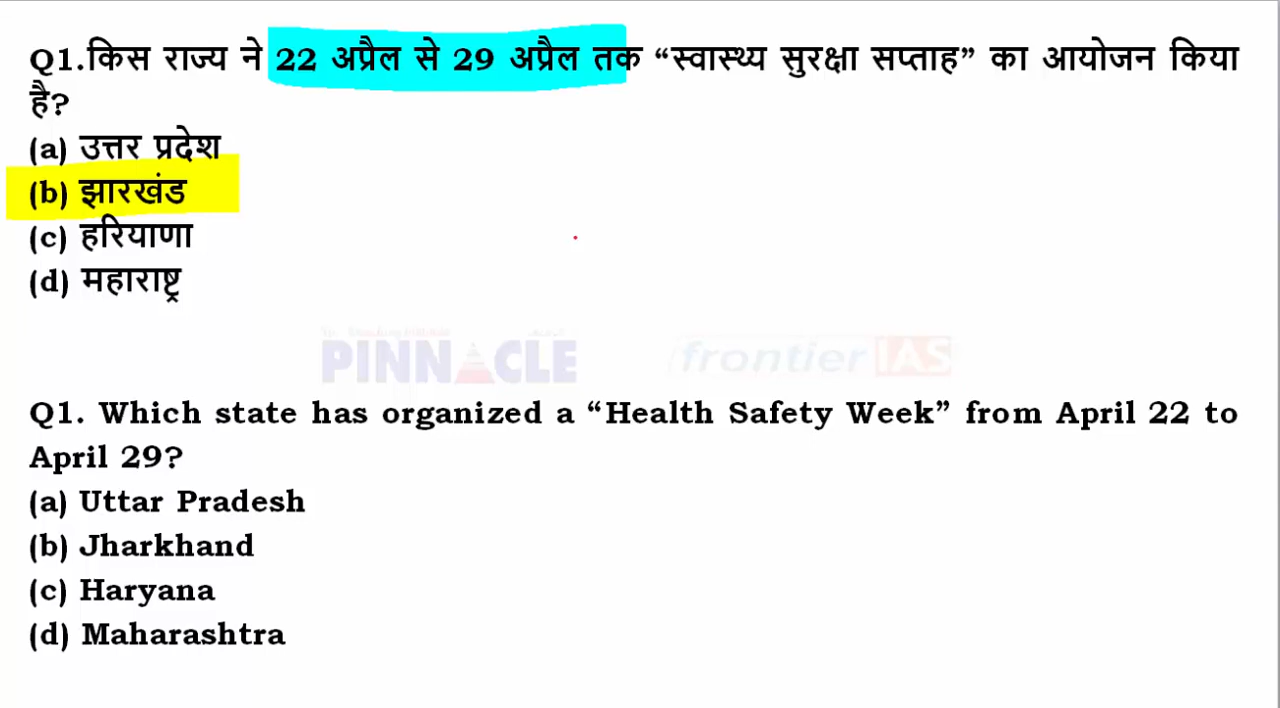 Q1.किस राज्य ने 22 अप्रैल से 29 अप्रैल तक “स्वास्थ्य सुरक्षा सप्ताह” का आयोजन किया
है?
(a) उत्तर प्रदेश
(b) झारखंड
(c) हरियाणा
(d) महाराष्ट्र
PINNACLE frontier IAS
Q1. Which state has organized a “Health Safety Week” from April 22 to
April 29?
(a) Uttar Pradesh
(b) Jharkhand
(c) Haryana
(d) Maharashtra